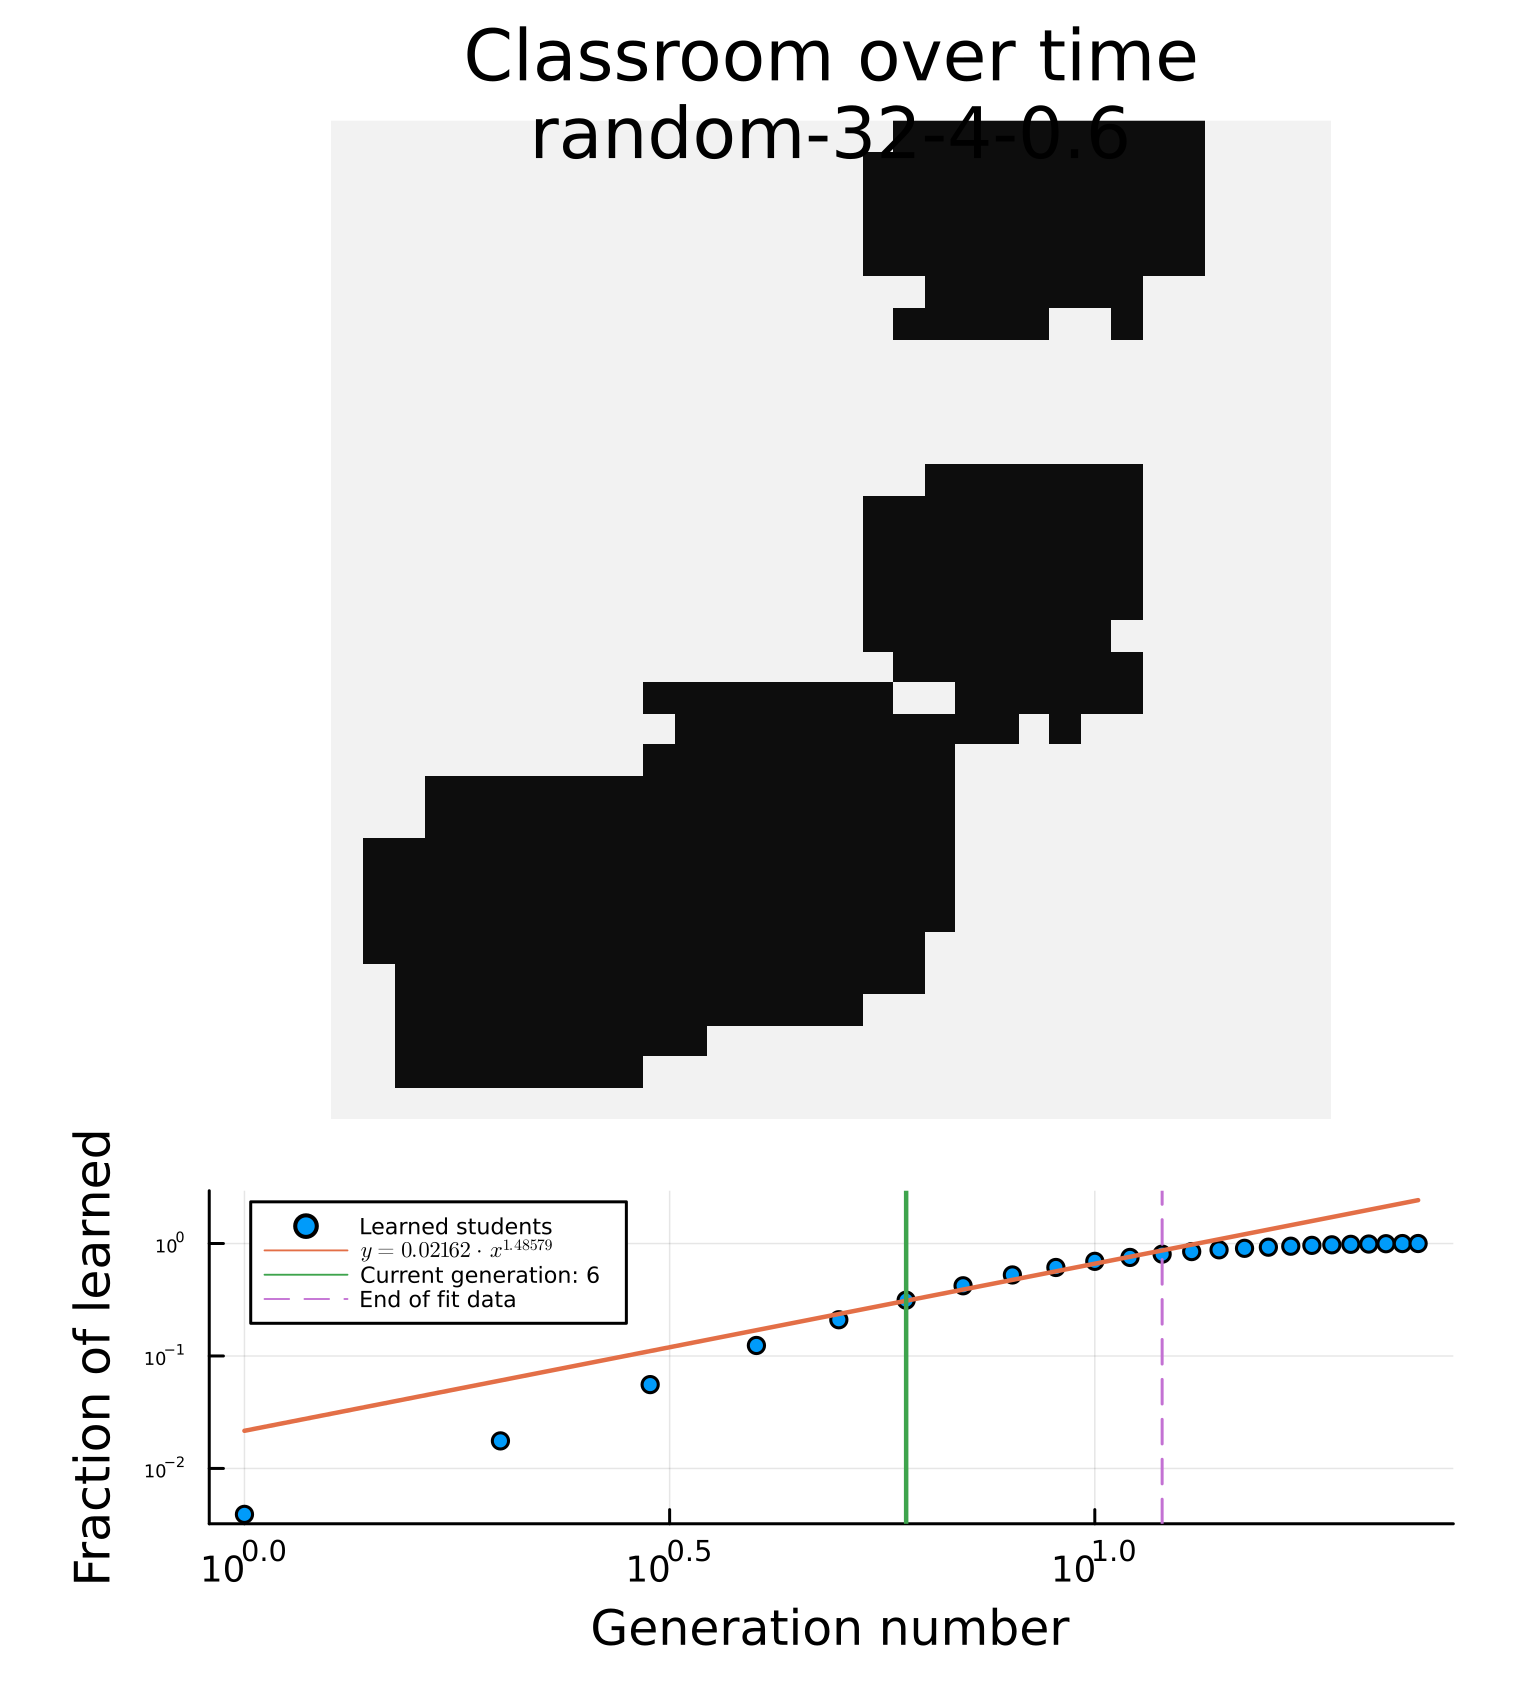 Classroom over time
random-32-4-0.6
Fraction of learned
10^0
10^−1
10^−2
Learned students
y = 0.02162 · x^1.48579
Current generation: 6
End of fit data
10^0.0
10^0.5
10^1.0
Generation number